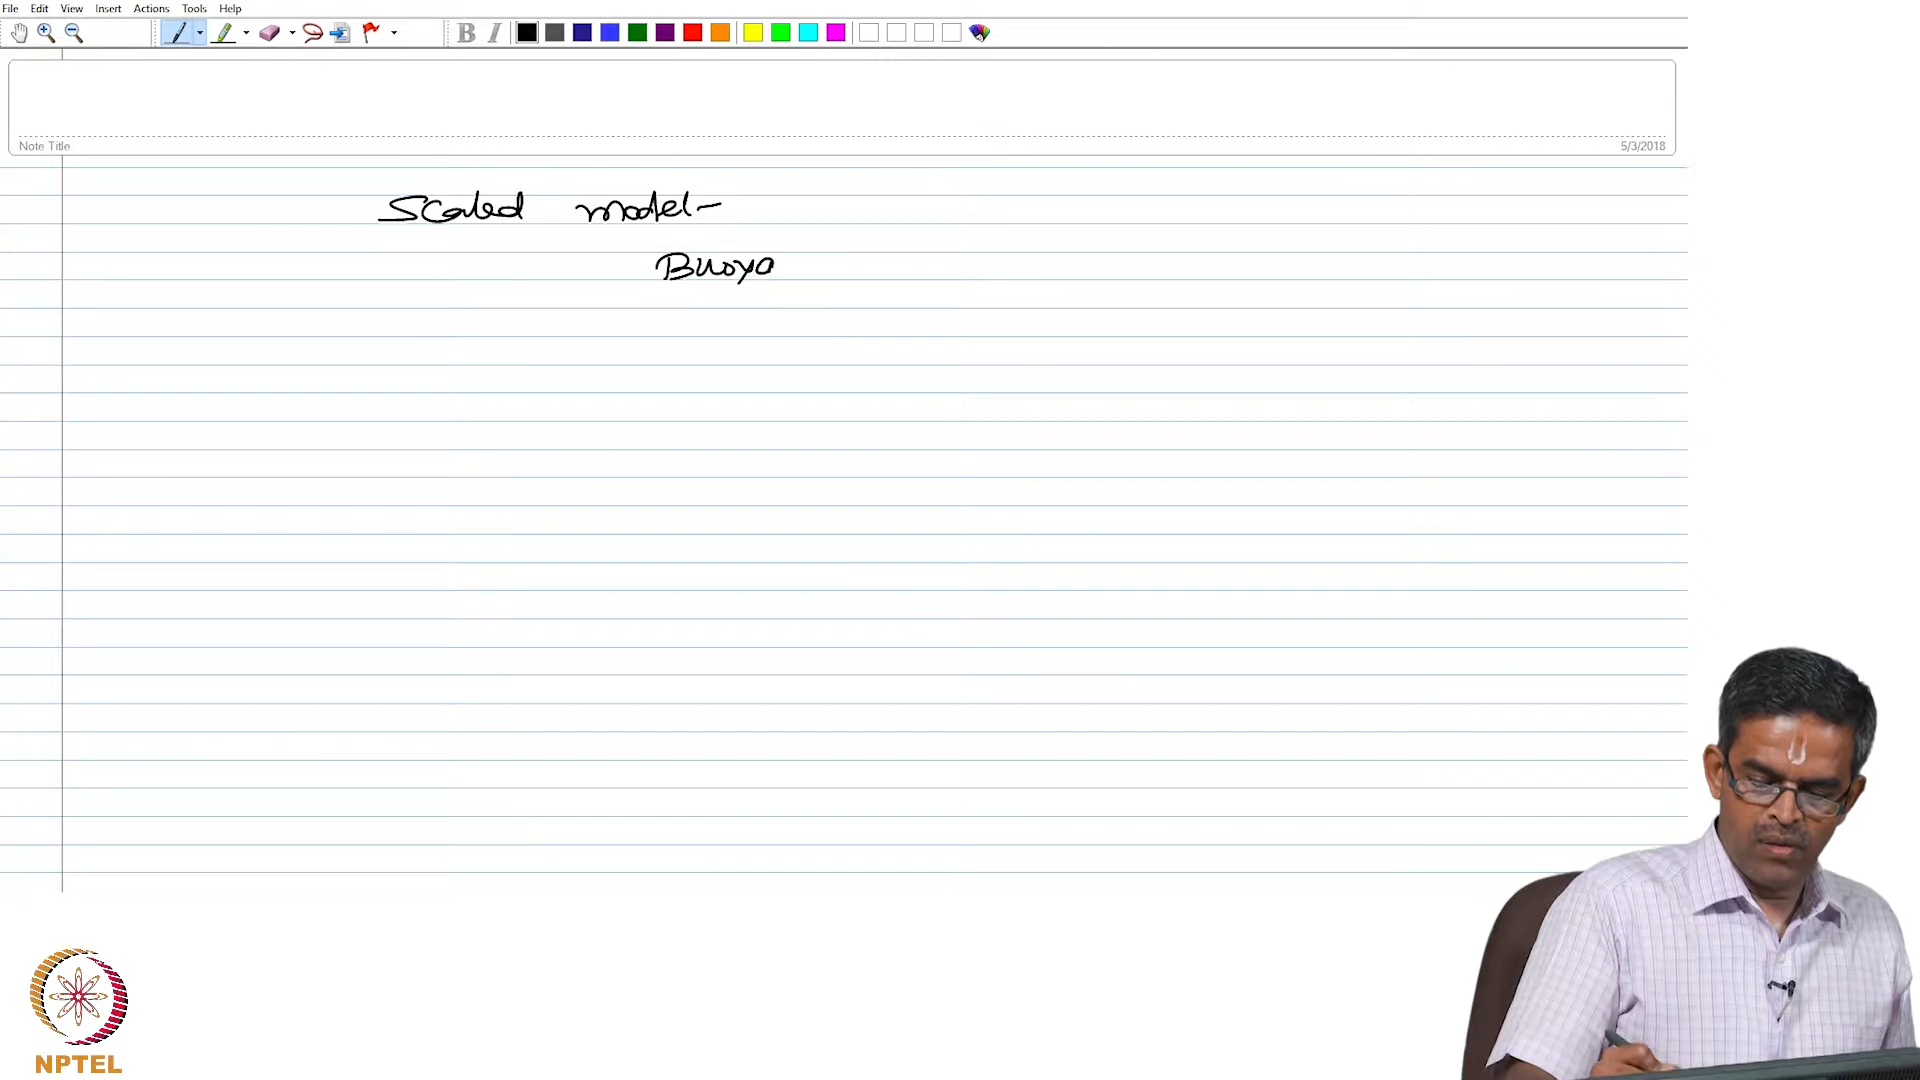 File Edit View Insert Actions Tools Help
B I
Note Title
5/3/2018
Scaled model-
Buoya
NPTEL